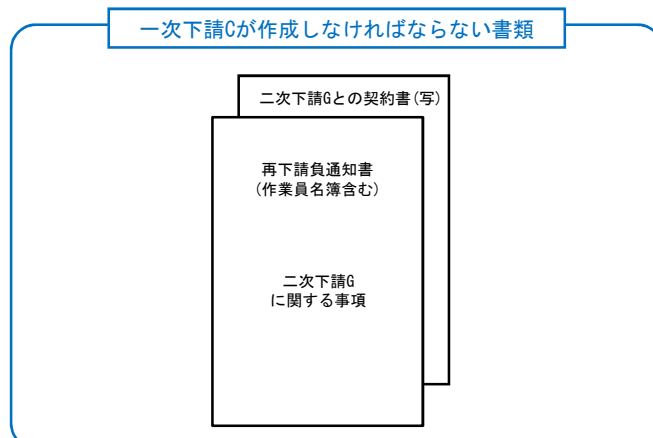 一次下請Cが作成しなければならない書類
二次下請Gとの契約書(写)
再下請負通知書
(作業員名簿含む)
二次下請G
に関する事項